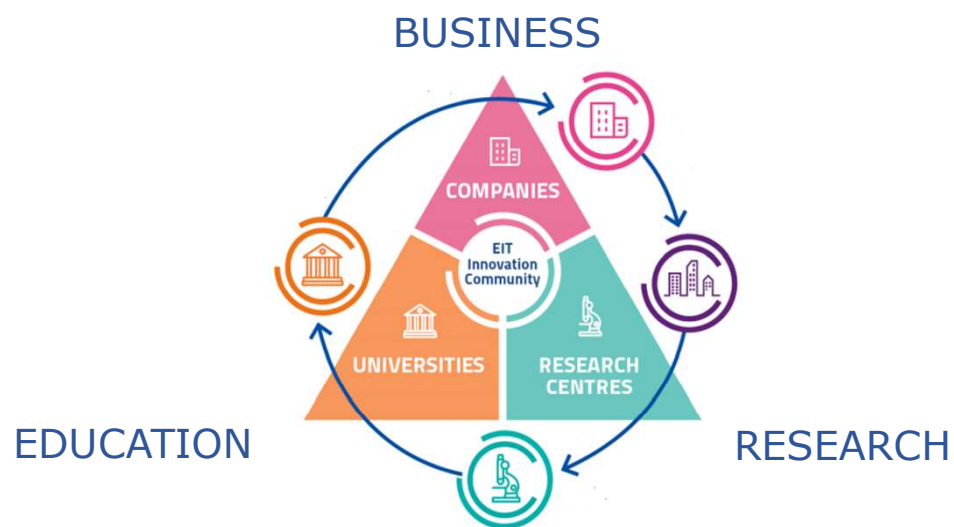 BUSINESS
COMPANIES
EIT
Innovation
Community
UNIVERSITIES
RESEARCH
CENTRES
EDUCATION
RESEARCH